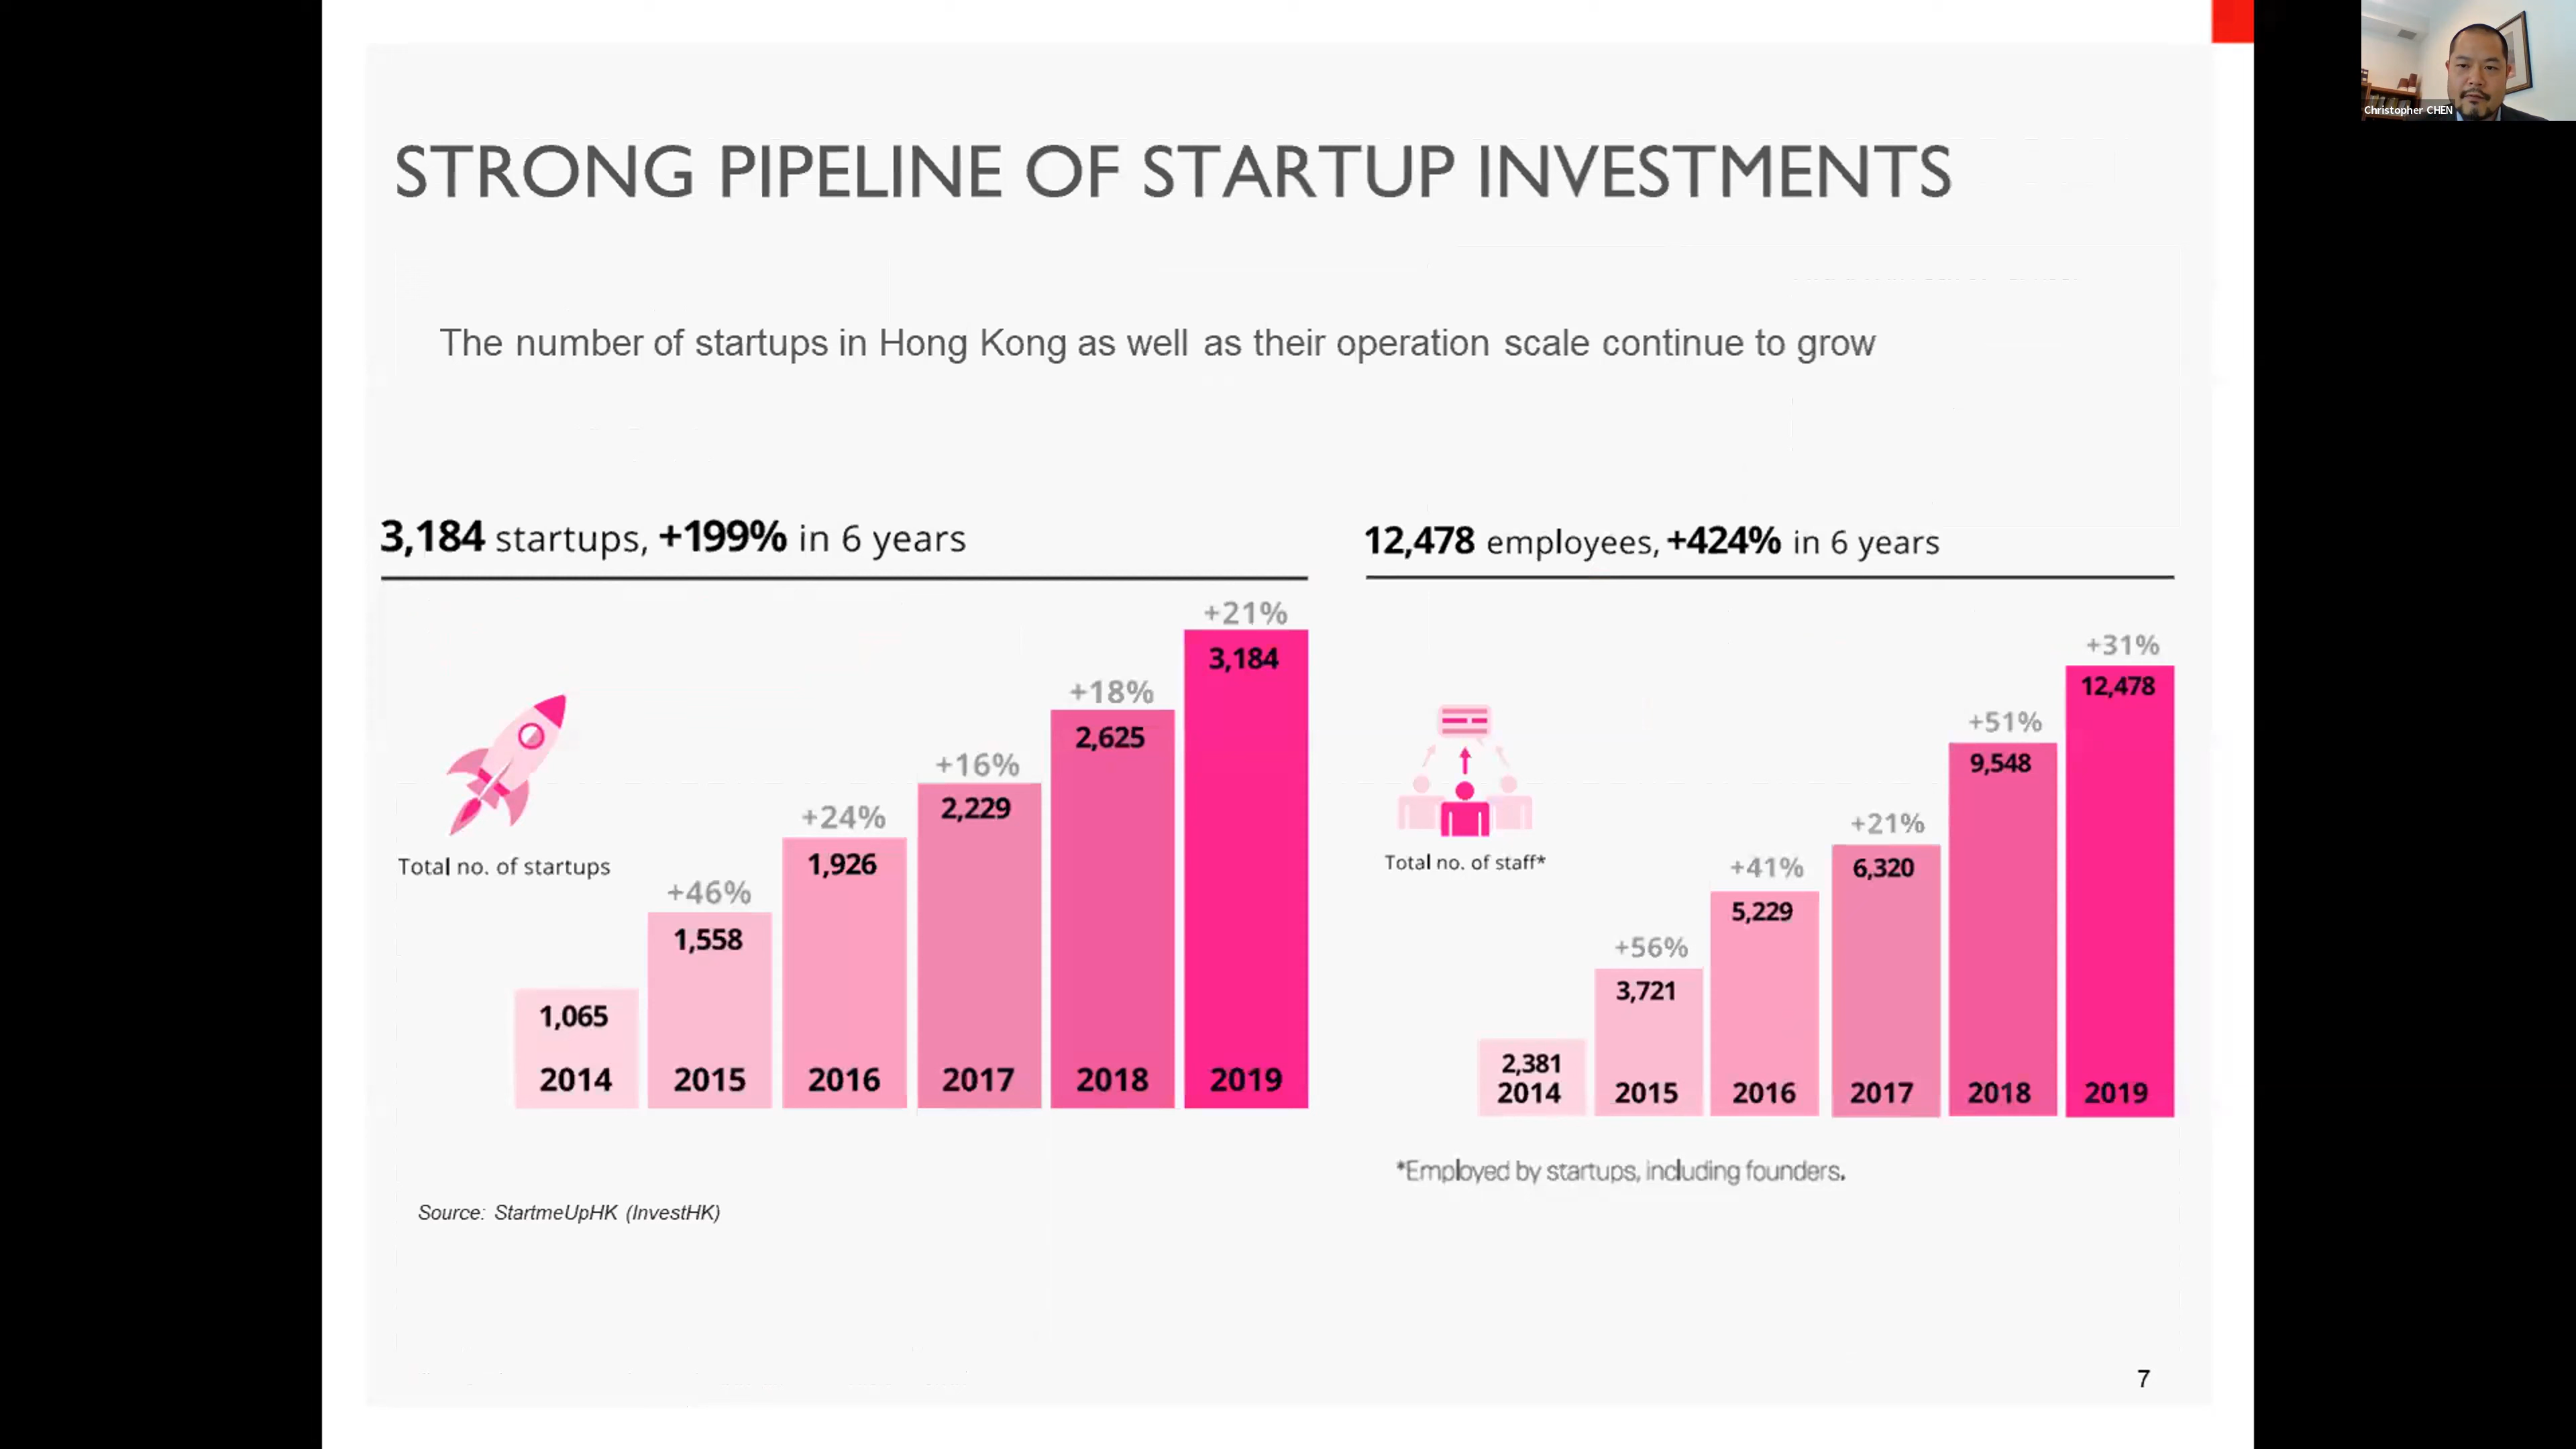 Christopher CHEN
STRONG PIPELINE OF STARTUP INVESTMENTS
The number of startups in Hong Kong as well as their operation scale continue to grow
3,184 startups, +199% in 6 years
+21%
3,184
+18%
2,625
+16%
2,229
+24%
1,926
Total no. of startups
+46%
1,558
1,065
2014 2015 2016 2017 2018 2019
Source: StartmeUpHK (InvestHK)
12,478 employees, +424% in 6 years
+31%
12,478
+51%
9,548
+21%
6,320
+41%
5,229
Total no. of staff*
+56%
3,721
2,381
2014 2015 2016 2017 2018 2019
*Employed by startups, including founders.
7